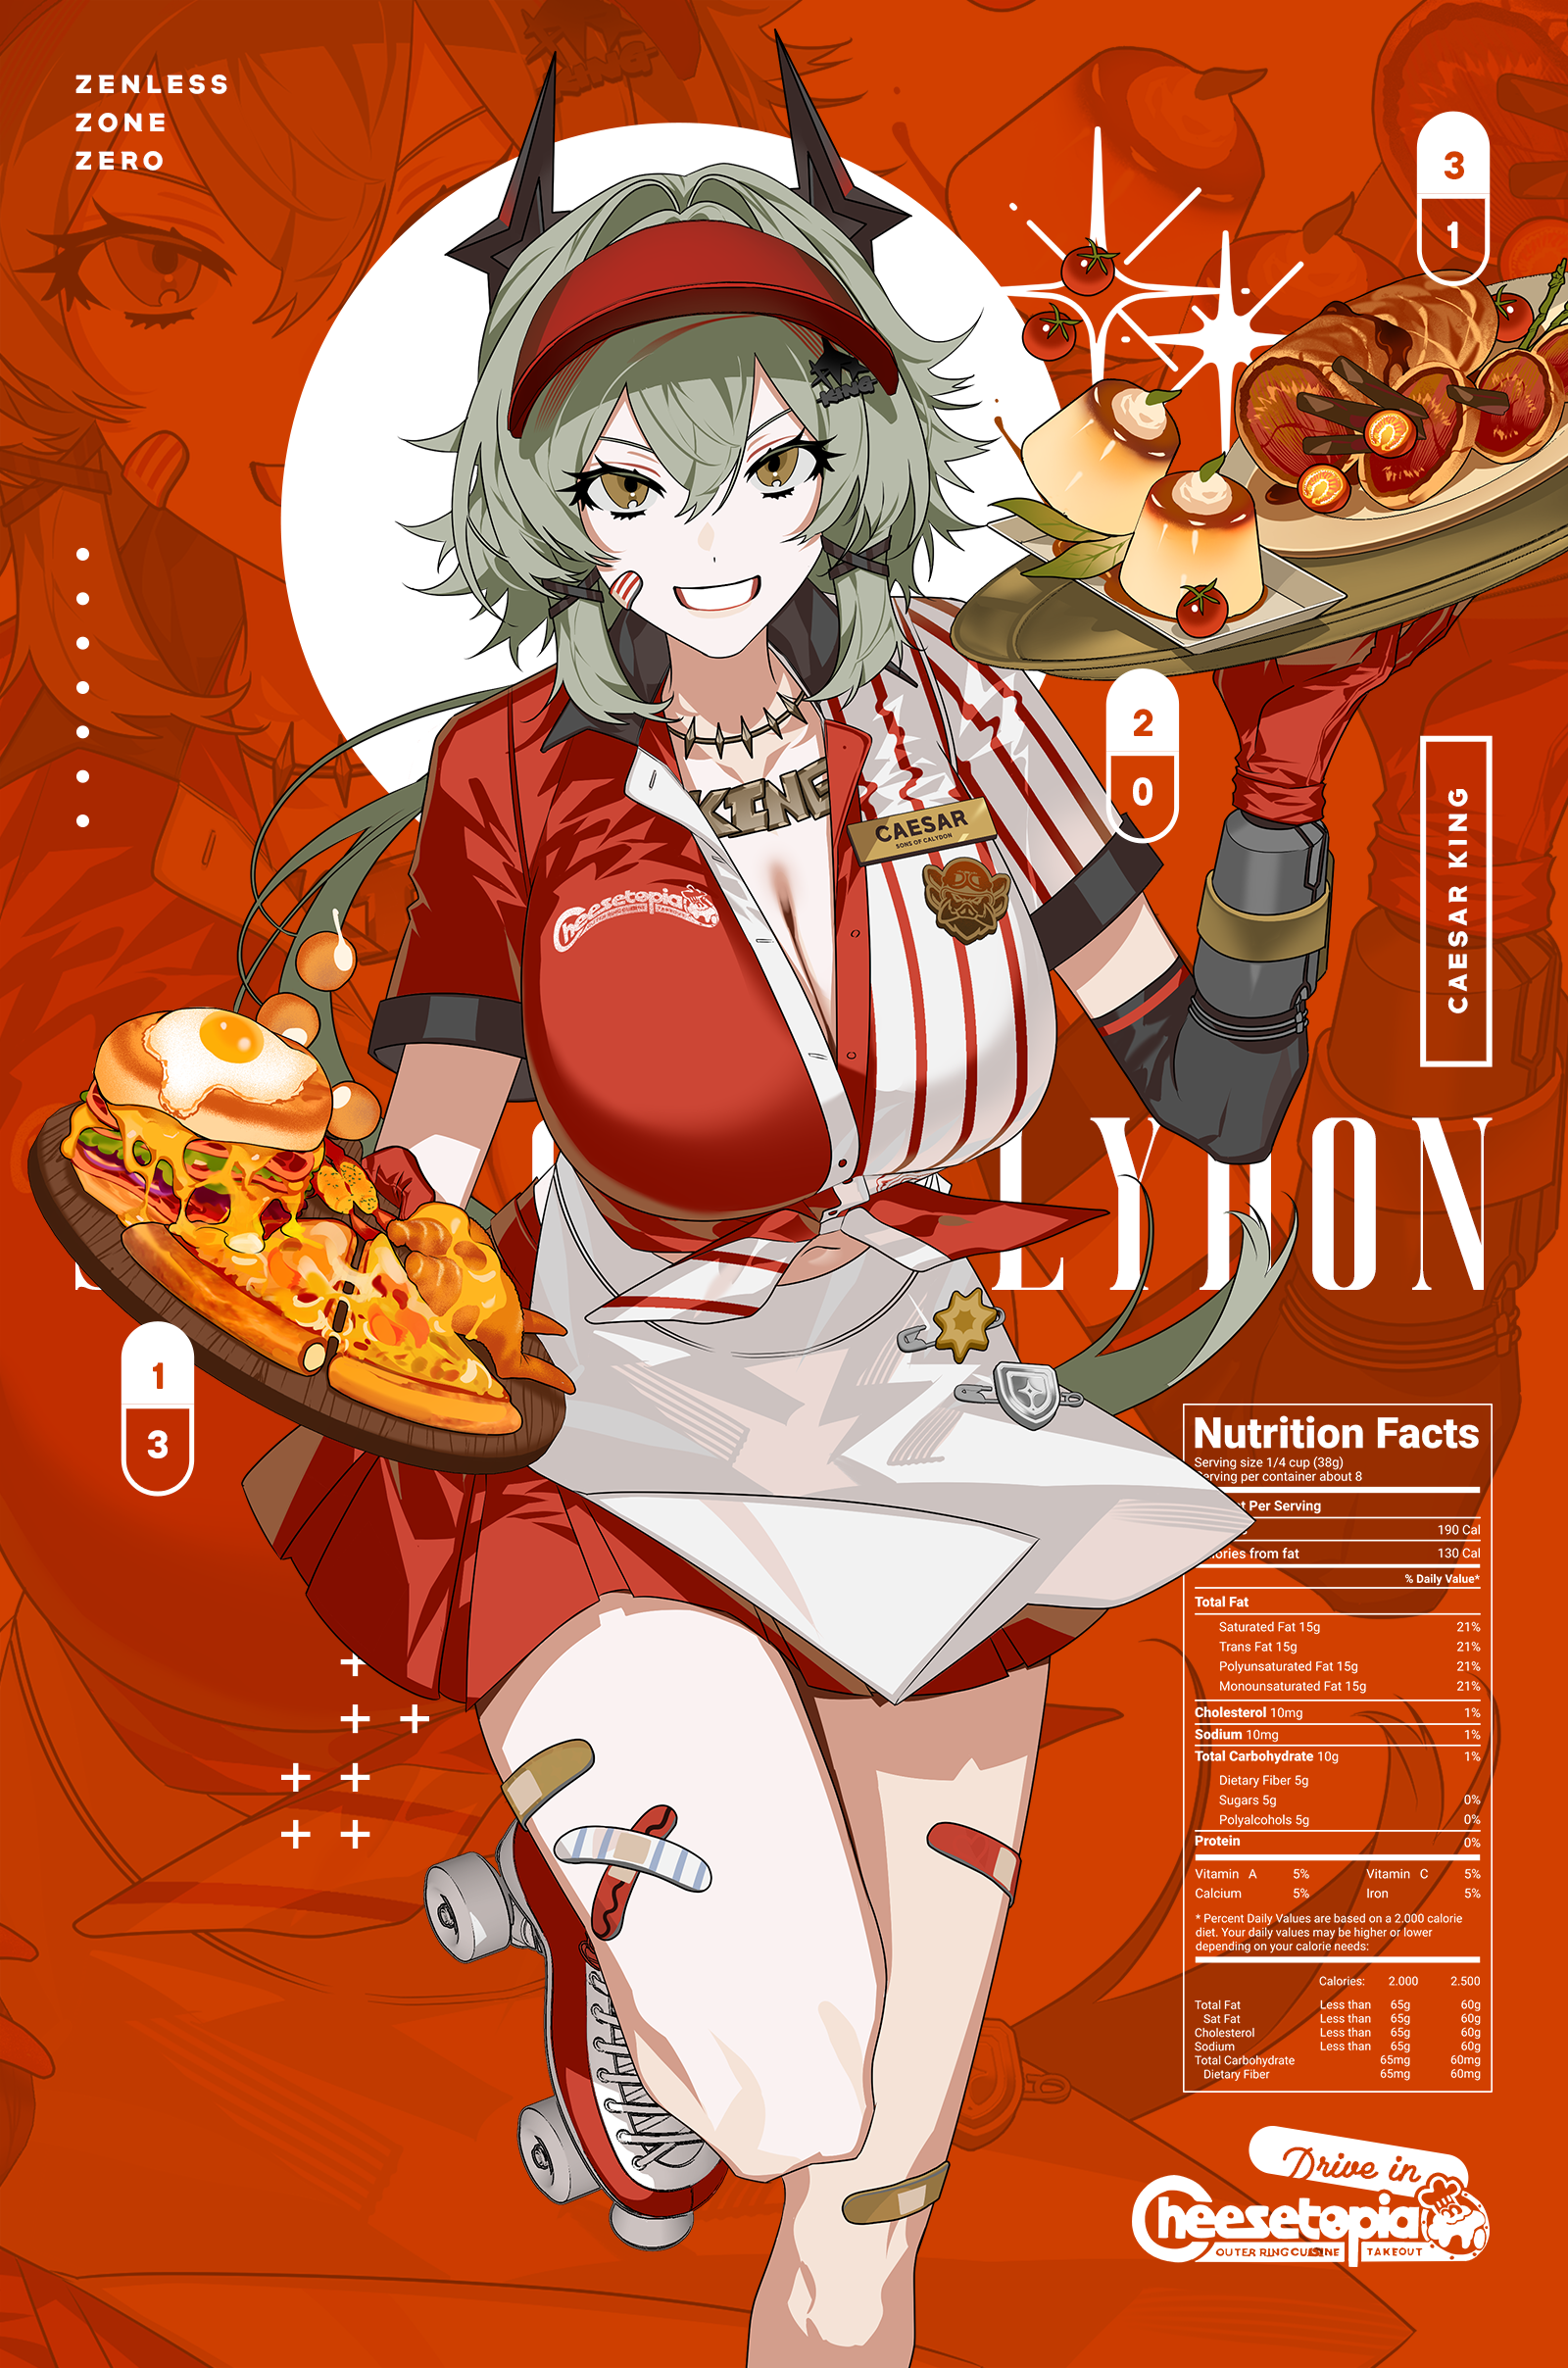 ZENLESS
ZONE
ZERO
3
1
KING
2
0
CAESAR KING
KING
CAESAR
SONS OF CALYDON
Cheesetopia
LYDON
1
3
Nutrition Facts
Serving size 1/4 cup (38g)
Serving per container about 8
Per Serving
190 Cal
Calories from fat 130 Cal
% Daily Value*
Total Fat
Saturated Fat 15g 21%
Trans Fat 15g 21%
Polyunsaturated Fat 15g 21%
Monounsaturated Fat 15g 21%
Cholesterol 10mg 1%
Sodium 10mg 1%
Total Carbohydrate 10g 1%
Dietary Fiber 5g
Sugars 5g 0%
Polyalcohols 5g 0%
Protein 0%
Vitamin A 5% Vitamin C 5%
Calcium 5% Iron 5%
* Percent Daily Values are based on a 2.000 calorie
diet. Your daily values may be higher or lower
depending on your calorie needs:
Calories: 2.000 2.500
Total Fat Less than 65g 60g
Sat Fat Less than 65g 60g
Cholesterol Less than 65g 60g
Sodium Less than 65g 60g
Total Carbohydrate 65mg 60mg
Dietary Fiber 65mg 60mg
Drive in
Cheesetopia
OUTER RING CUISINE TAKEOUT